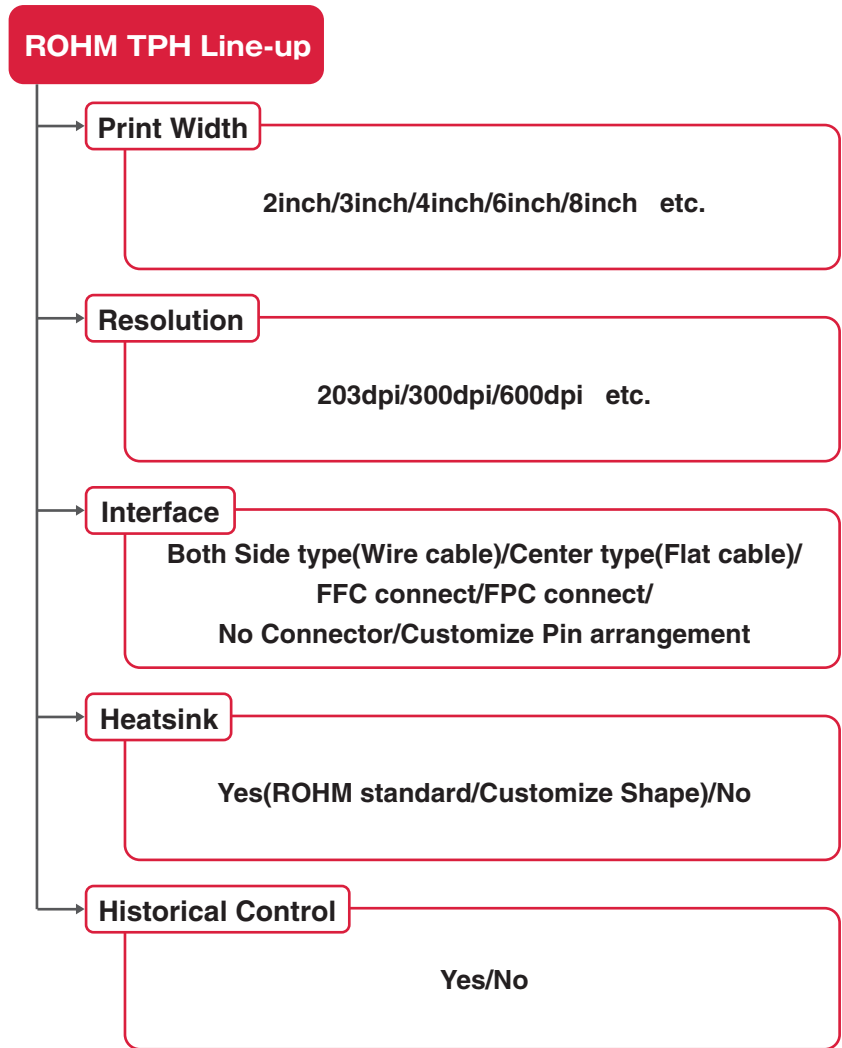 ROHM TPH Line-up
Print Width
2inch/3inch/4inch/6inch/8inch etc.
Resolution
203dpi/300dpi/600dpi etc.
Interface
Both Side type(Wire cable)/Center type(Flat cable)/
FFC connect/FPC connect/
No Connector/Customize Pin arrangement
Heatsink
Yes(ROHM standard/Customize Shape)/No
Historical Control
Yes/No